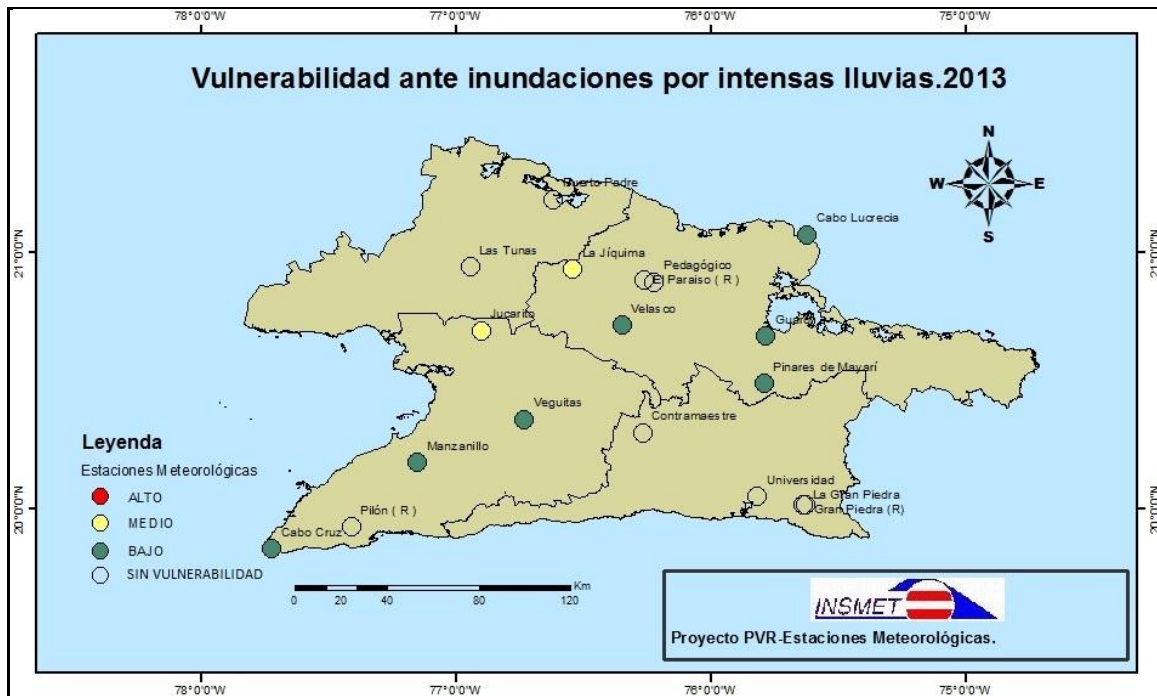 78°0'0"W 77°0'0"W 76°0'0"W 75°0'0"W
Vulnerabilidad ante inundaciones por intensas lluvias.2013
N
W E
S
Puerto Padre
Cabo Lucrecia
21°0'0"N 21°0'0"N
Las Tunas
La Jíquima
Pedagógico
El Paraiso ( R )
Jucarito
Velasco
Pinares de Mayarí
Veguitas
Contramaestre
Leyenda
Manzanillo
Estaciones Meteorológicas
ALTO
MEDIO
BAJO
SIN VULNERABILIDAD
Universidad
La Gran Piedra
Gran Piedra (R)
20°0'0"N 20°0'0"N
Pilón ( R )
Cabo Cruz
Km
0 20 40 80 120
INSMET
Proyecto PVR-Estaciones Meteorológicas.
78°0'0"W 77°0'0"W 76°0'0"W 75°0'0"W